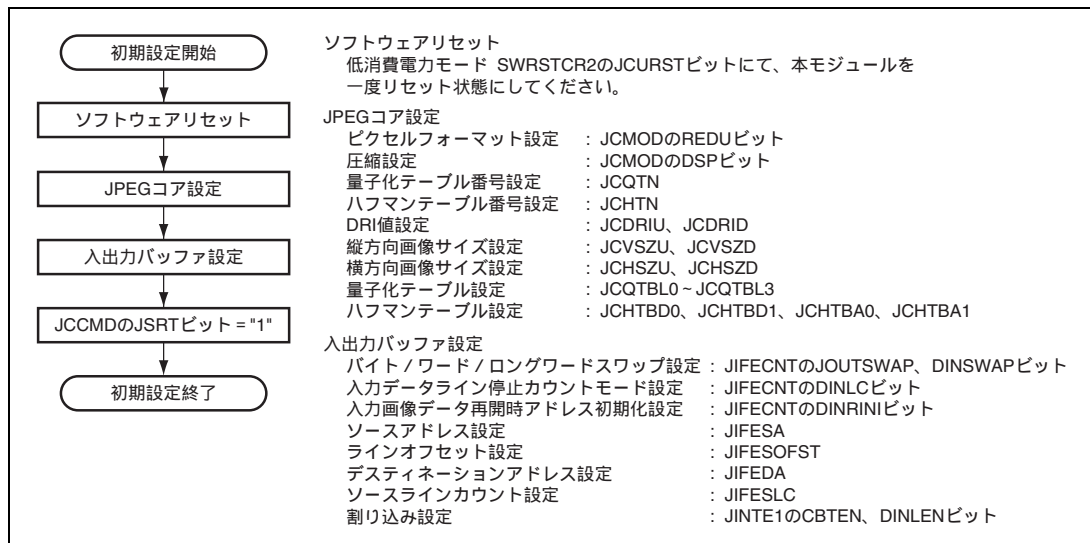 初期設定開始
ソフトウェアリセット
JPEGコア設定
入出力バッファ設定
JCCMDのJSRTビット = "1"
初期設定終了
ソフトウェアリセット
低消費電力モード SWRSTCR2のJCURSTビットにて、本モジュールを
一度リセット状態にしてください。
JPEGコア設定
ピクセルフォーマット設定 : JCMODのREDUビット
圧縮設定 : JCMODのDSPビット
量子化テーブル番号設定 : JCQTN
ハフマンテーブル番号設定 : JCHTN
DRI値設定 : JCDRIU、JCDRID
縦方向画像サイズ設定 : JCVSZU、JCVSZD
横方向画像サイズ設定 : JCHSZU、JCHSZD
量子化テーブル設定 : JCQTBL0~JCQTBL3
ハフマンテーブル設定 : JCHTBD0、JCHTBD1、JCHTBA0、JCHTBA1
入出力バッファ設定
バイト/ワード/ロングワードスワップ設定 : JIFECNTのJOUTSWAP、DINSWAPビット
入力データライン停止カウントモード設定 : JIFECNTのDINLCビット
入力画像データ再開時アドレス初期化設定 : JIFECNTのDINRINIビット
ソースアドレス設定 : JIFESA
ラインオフセット設定 : JIFESOFST
デスティネーションアドレス設定 : JIFEDA
ソースラインカウント設定 : JIFESLC
割り込み設定 : JINTE1のCBTEN、DINLENビット